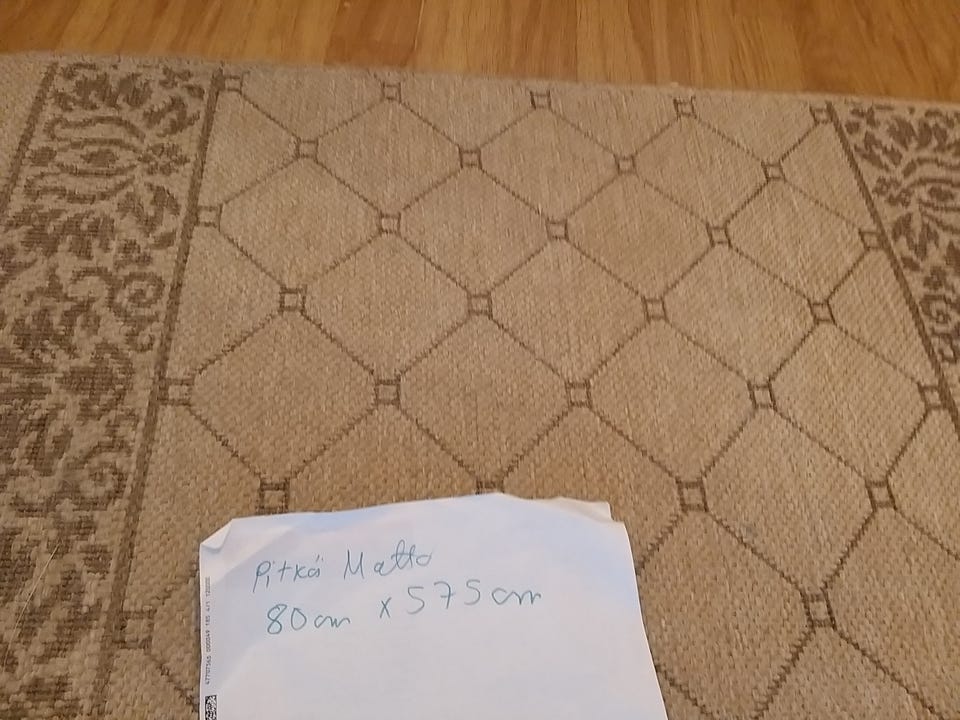 Pitkä Matto
80cm x 575cm